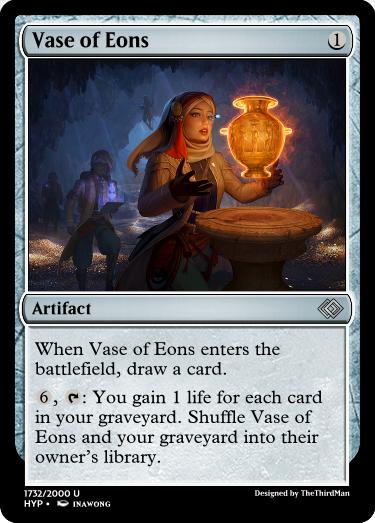 Vase of Eons 1
Artifact
When Vase of Eons enters the
battlefield, draw a card.
6, : You gain 1 life for each card
in your graveyard. Shuffle Vase of
Eons and your graveyard into their
owner's library.
1732/2000 U Designed by TheThirdMan
HYP • INAWONG